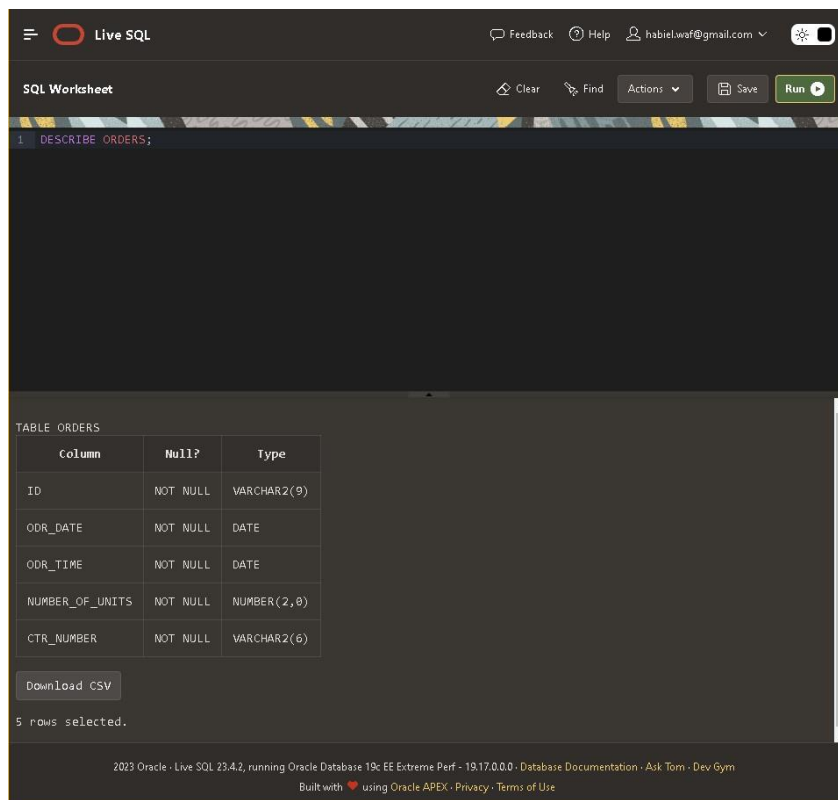 Live SQL Feedback Help habiel.waf@gmail.com
SQL Worksheet Clear Find Actions Save Run
1 DESCRIBE ORDERS;
TABLE ORDERS
Column Null? Type
ID NOT NULL VARCHAR2(9)
ODR_DATE NOT NULL DATE
ODR_TIME NOT NULL DATE
NUMBER_OF_UNITS NOT NULL NUMBER(2,0)
CTR_NUMBER NOT NULL VARCHAR2(6)
Download CSV
5 rows selected.
2023 Oracle · Live SQL 23.4.2, running Oracle Database 19c EE Extreme Perf - 19.17.0.0.0 · Database Documentation · Ask Tom · Dev Gym
Built with ❤ using Oracle APEX · Privacy · Terms of Use